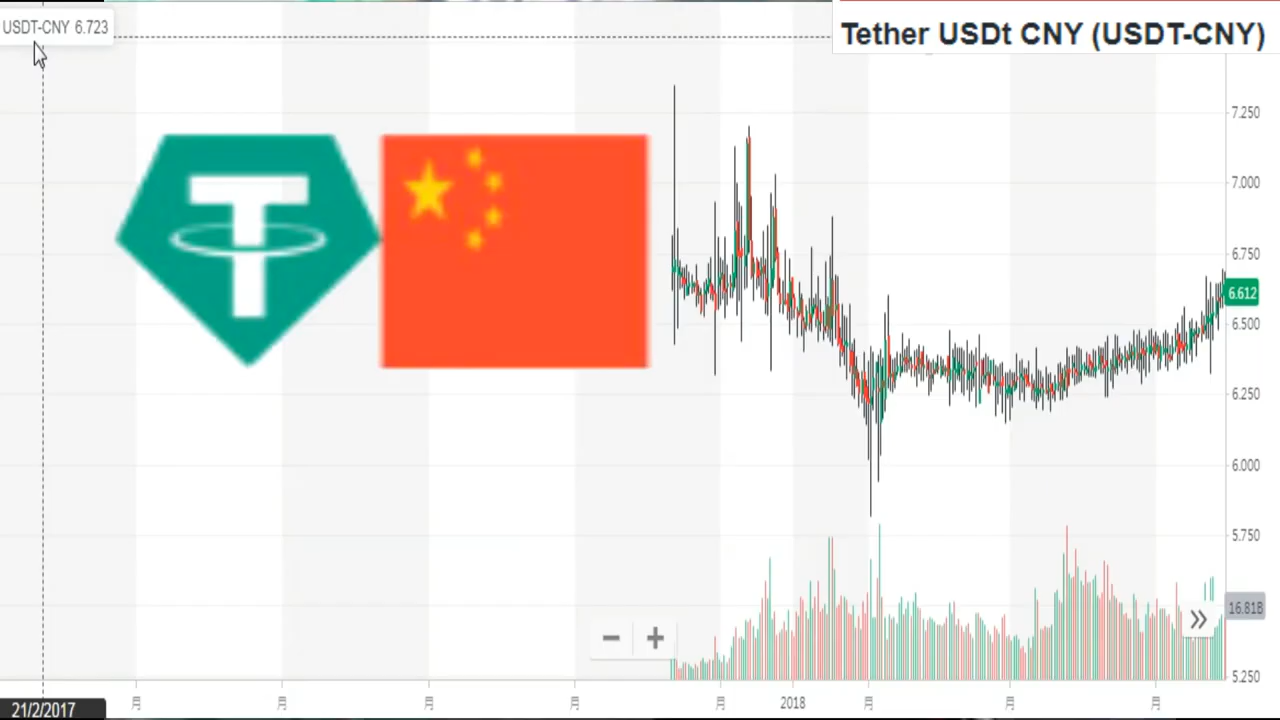 USDT-CNY 6.723
Tether USDt CNY (USDT-CNY)
T
7.250
7.000
6.750
6.612
6.500
6.250
6.000
5.750
16.81B
5.250
2018
21/2/2017